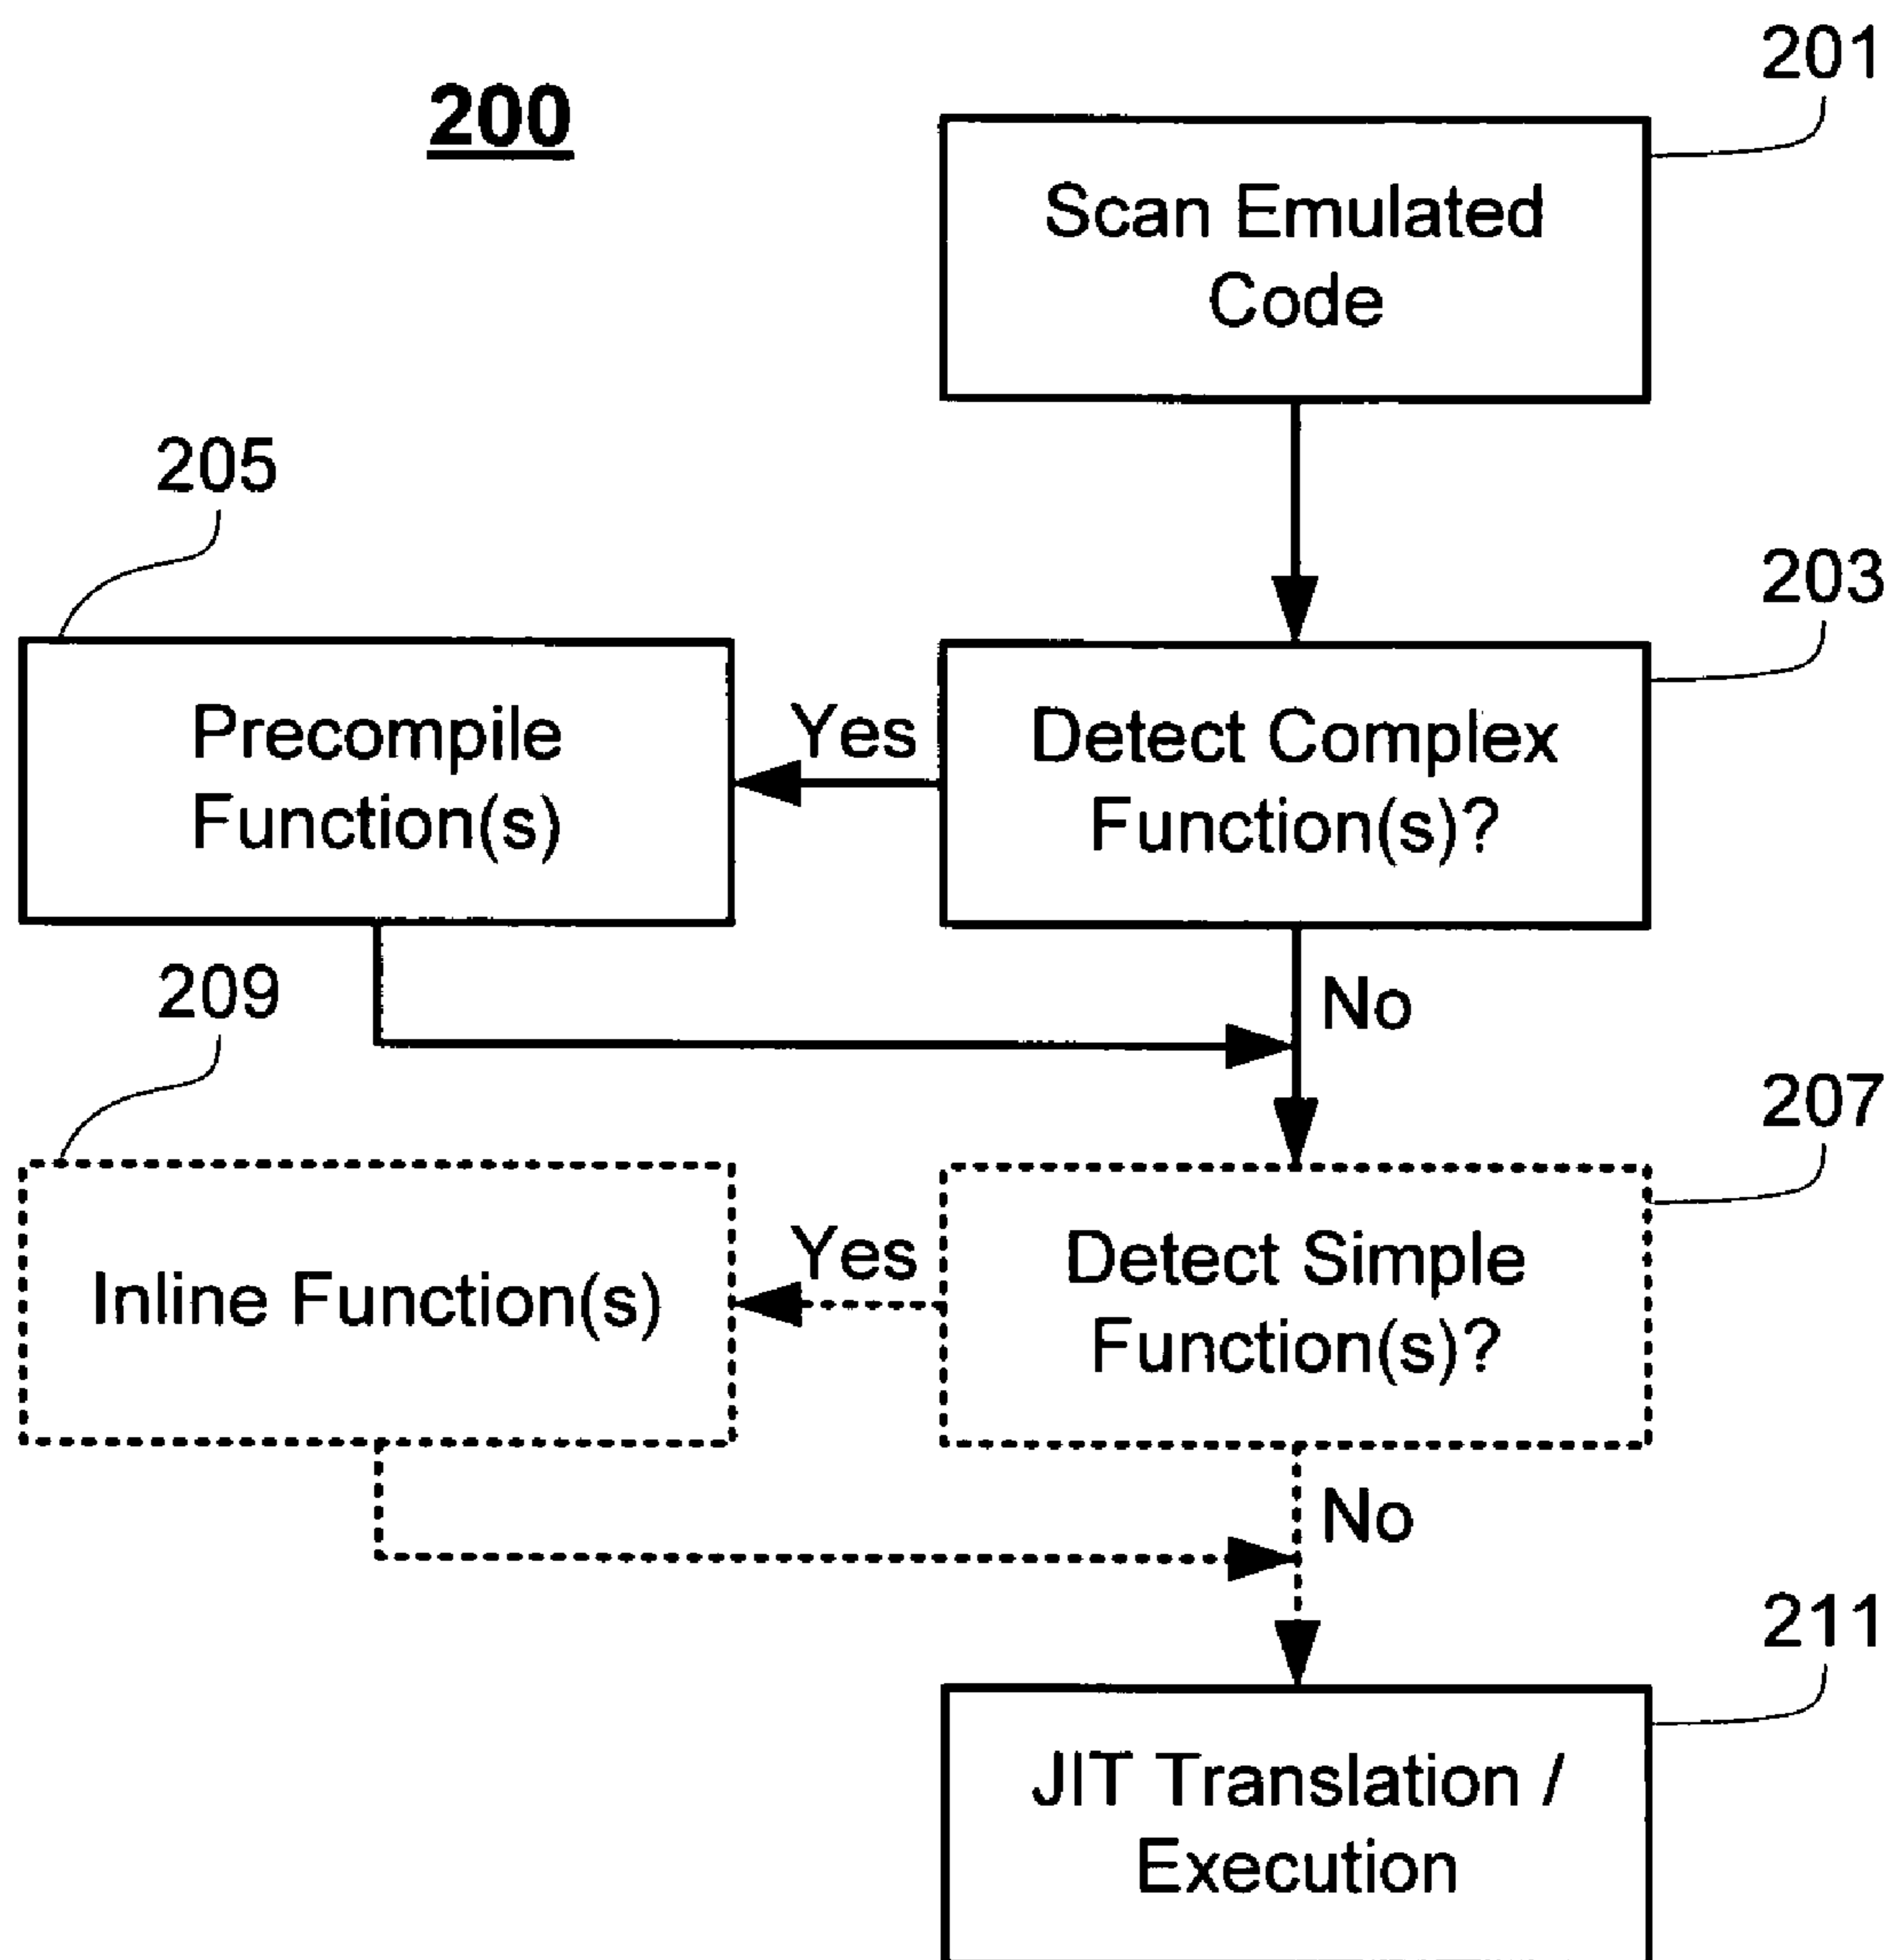 200
201
Scan Emulated
Code
205
203
Precompile
Function(s)
Yes
Detect Complex
Function(s)?
209
No
207
Inline Function(s)
Yes
Detect Simple
Function(s)?
No
211
JIT Translation /
Execution